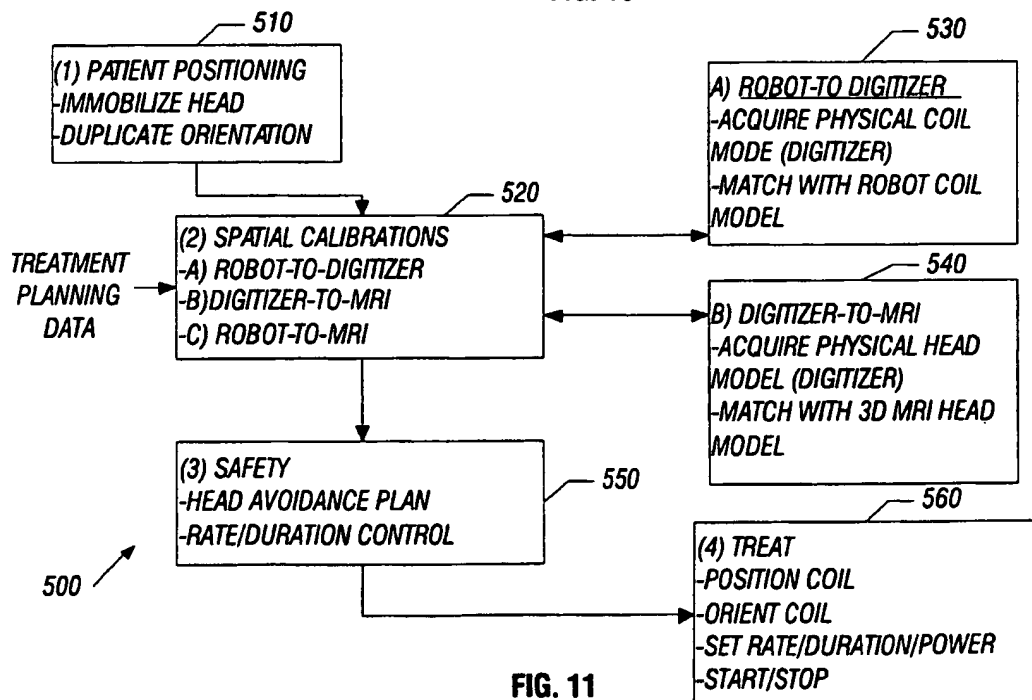 510
(1) PATIENT POSITIONING
-IMMOBILIZE HEAD
-DUPLICATE ORIENTATION
530
A) ROBOT-TO DIGITIZER
-ACQUIRE PHYSICAL COIL
MODE (DIGITIZER)
-MATCH WITH ROBOT COIL
MODEL
520
(2) SPATIAL CALIBRATIONS
-A) ROBOT-TO-DIGITIZER
-B)DIGITIZER-TO-MRI
-C) ROBOT-TO-MRI
TREATMENT
PLANNING
DATA
540
B) DIGITIZER-TO-MRI
-ACQUIRE PHYSICAL HEAD
MODEL (DIGITIZER)
-MATCH WITH 3D MRI HEAD
MODEL
550
(3) SAFETY
-HEAD AVOIDANCE PLAN
-RATE/DURATION CONTROL
560
(4) TREAT
-POSITION COIL
-ORIENT COIL
-SET RATE/DURATION/POWER
-START/STOP
500
FIG. 11